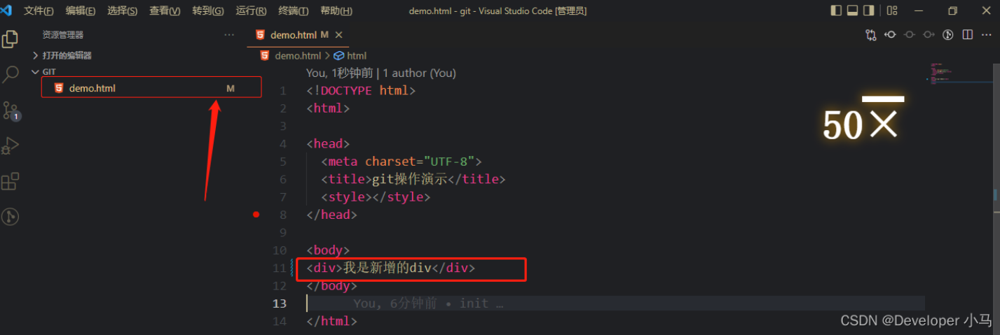 文件(F) 编辑(E) 选择(S) 查看(V) 转到(G) 运行(R) 终端(T) 帮助(H) demo.html - git - Visual Studio Code [管理员]
资源管理器 ··· demo.html M
打开的编辑器 demo.html > html
GIT
demo.html M
1
You, 1秒钟前 | 1 author (You)
1 <!DOCTYPE html>
2 <html>
3
4 <head>
5 <meta charset="UTF-8">
6 <title>git操作演示</title>
7 <style></style>
8 </head>
9
10 <body>
11 <div>我是新增的div</div>
12 </body>
13 You, 6分钟前 • init …
14 </html>
50×
CSDN @Developer 小马